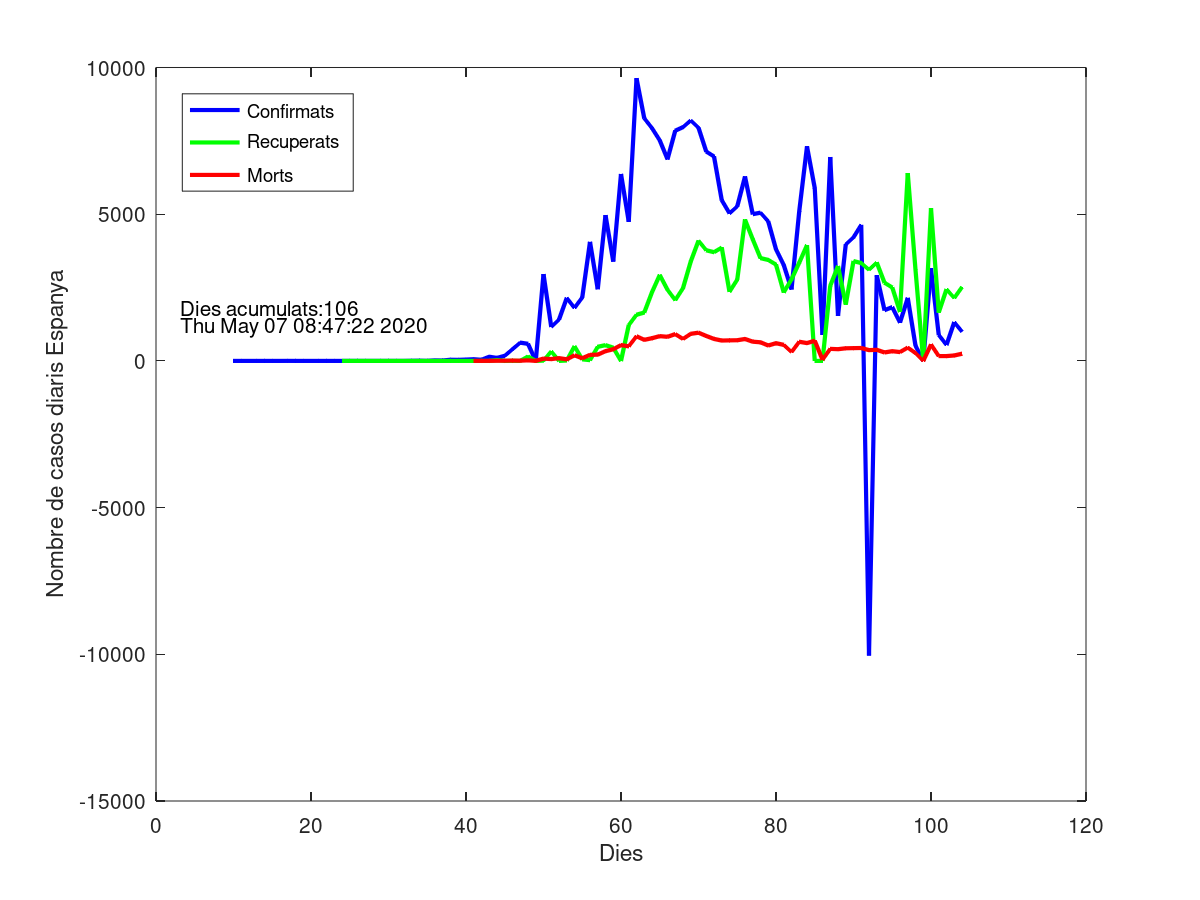 10000
5000
0
-5000
-10000
-15000
Confirmats
Recuperats
Morts
Dies acumulats:106
Thu May 07 08:47:22 2020
Nombre de casos diaris Espanya
0 20 40 60 80 100 120
Dies